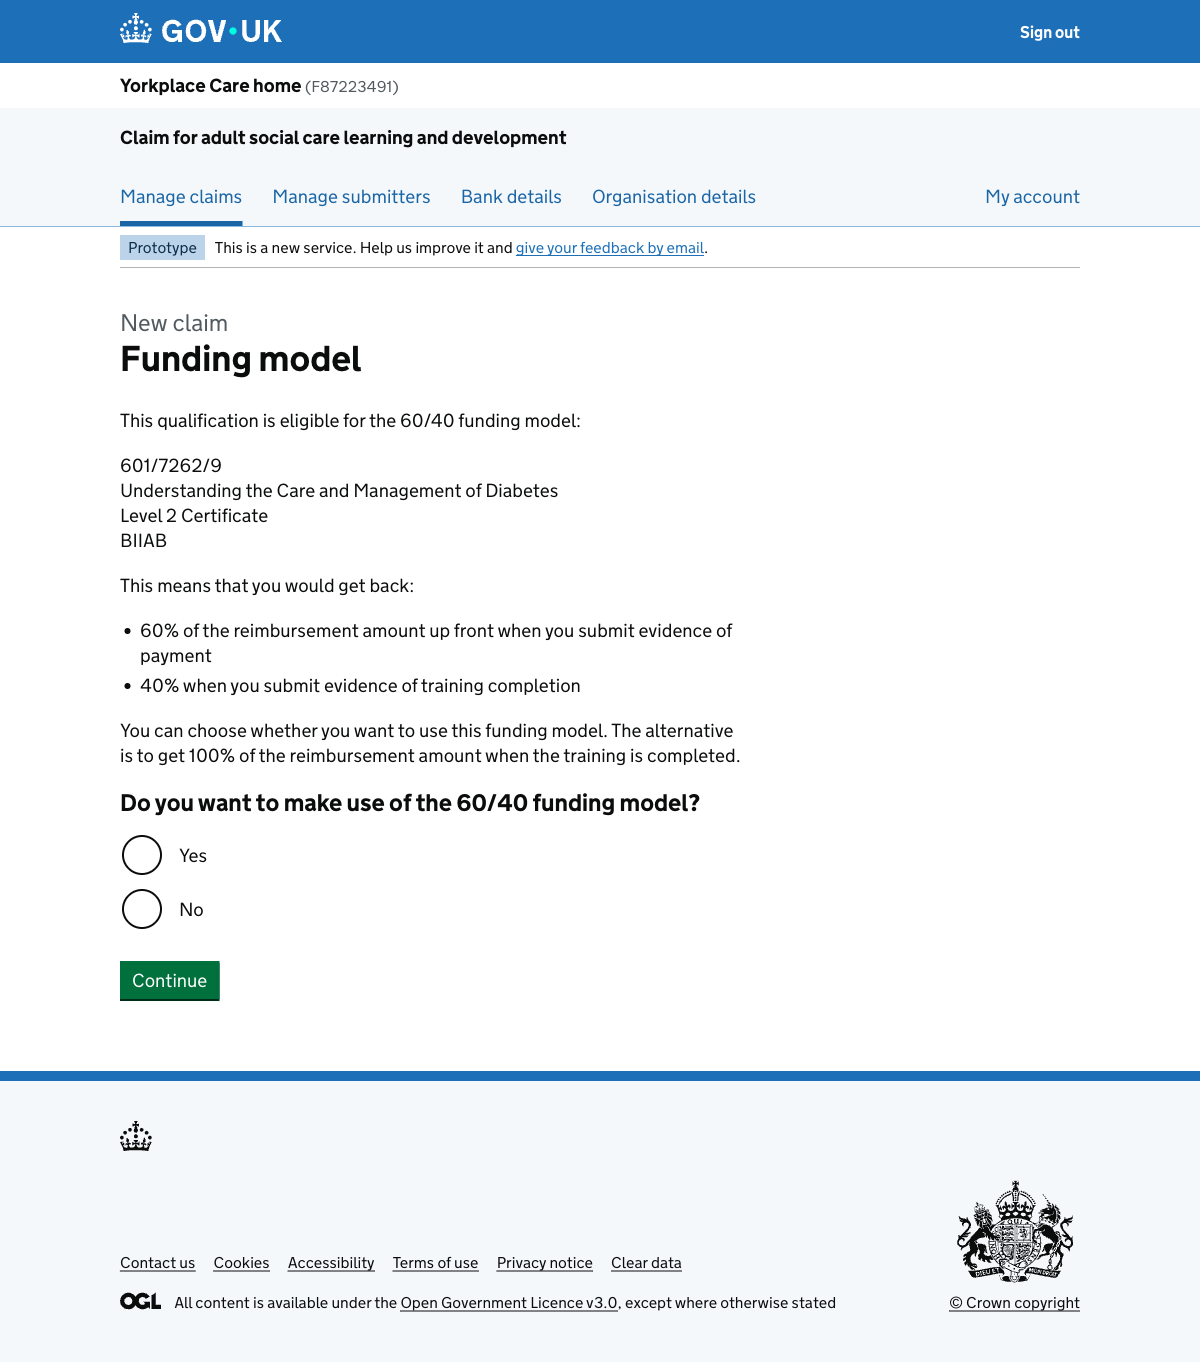 GOV·UK
Sign out
Yorkplace Care home (F87223491)
Claim for adult social care learning and development
Manage claims Manage submitters Bank details Organisation details My account
Prototype This is a new service. Help us improve it and give your feedback by email.
New claim
Funding model
This qualification is eligible for the 60/40 funding model:
601/7262/9
Understanding the Care and Management of Diabetes
Level 2 Certificate
BIIAB
This means that you would get back:
• 60% of the reimbursement amount up front when you submit evidence of
payment
• 40% when you submit evidence of training completion
You can choose whether you want to use this funding model. The alternative
is to get 100% of the reimbursement amount when the training is completed.
Do you want to make use of the 60/40 funding model?
Yes
No
Continue
Contact us Cookies Accessibility Terms of use Privacy notice Clear data
OGL All content is available under the Open Government Licence v3.0, except where otherwise stated
© Crown copyright